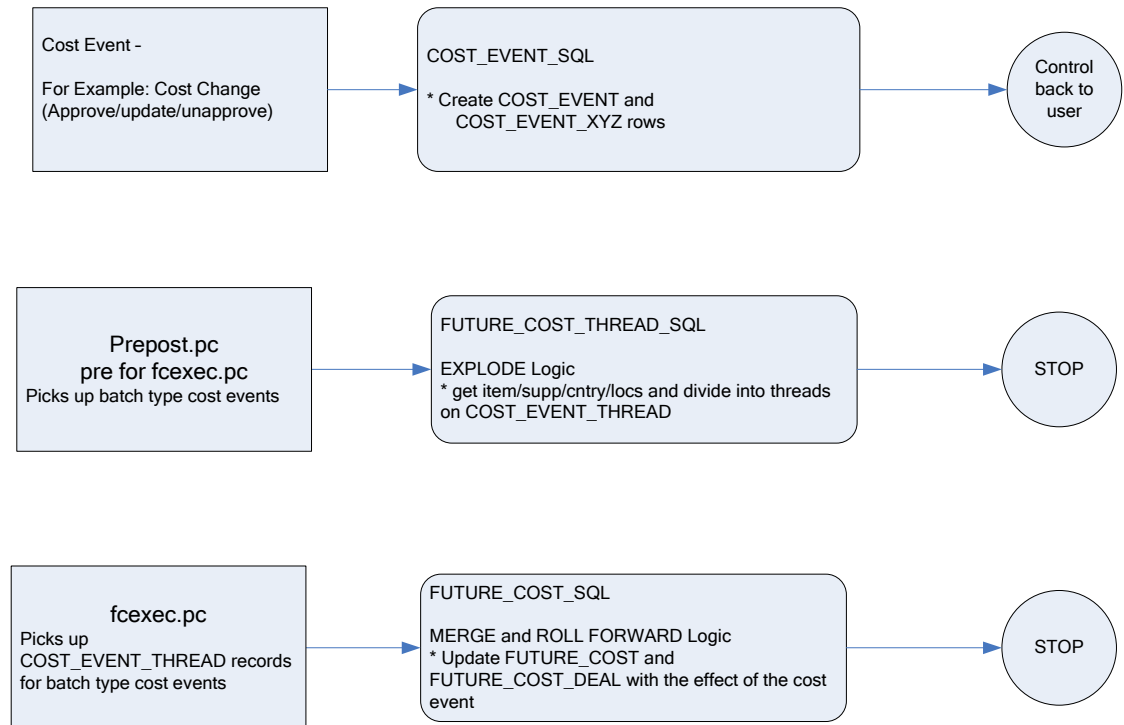 Cost Event -
For Example: Cost Change
(Approve/update/unapprove)
COST_EVENT_SQL
* Create COST_EVENT and
COST_EVENT_XYZ rows
Control
back to
user
Prepost.pc
pre for fcexec.pc
Picks up batch type cost events
FUTURE_COST_THREAD_SQL
EXPLODE Logic
* get item/supp/cntry/locs and divide into threads
on COST_EVENT_THREAD
STOP
fcexec.pc
Picks up
COST_EVENT_THREAD records
for batch type cost events
FUTURE_COST_SQL
MERGE and ROLL FORWARD Logic
* Update FUTURE_COST and
FUTURE_COST_DEAL with the effect of the cost
event
STOP